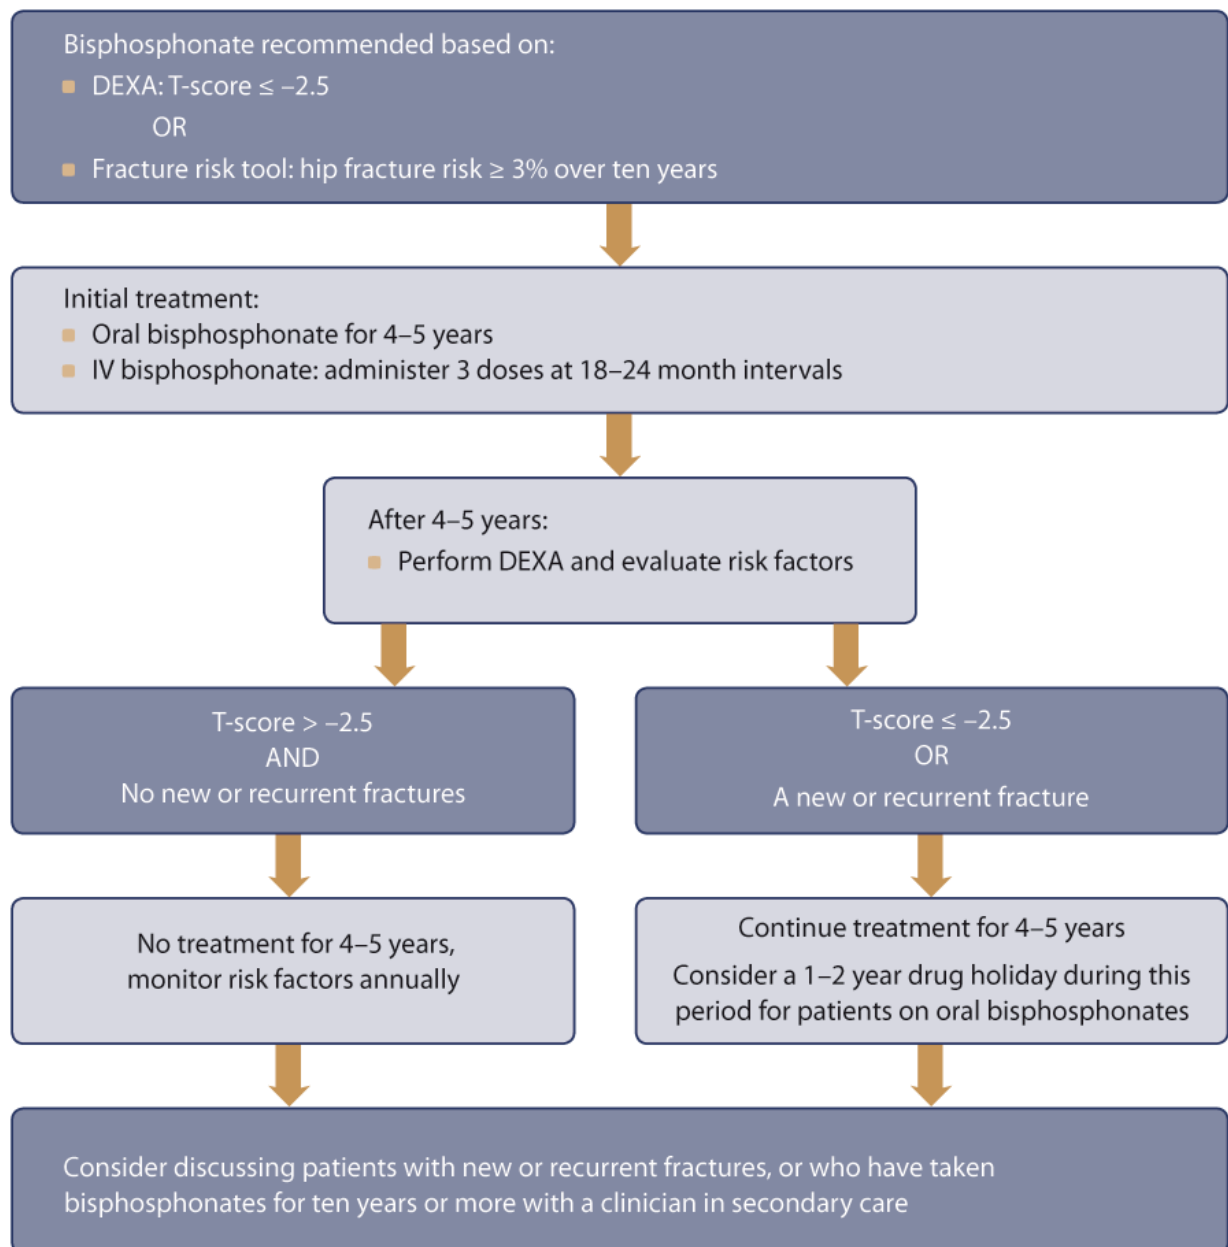 Bisphosphonate recommended based on:
DEXA: T-score ≤ –2.5
OR
Fracture risk tool: hip fracture risk ≥ 3% over ten years
Initial treatment:
Oral bisphosphonate for 4–5 years
IV bisphosphonate: administer 3 doses at 18–24 month intervals
After 4–5 years:
Perform DEXA and evaluate risk factors
T-score > –2.5
AND
No new or recurrent fractures
T-score ≤ –2.5
OR
A new or recurrent fracture
No treatment for 4–5 years,
monitor risk factors annually
Continue treatment for 4–5 years
Consider a 1–2 year drug holiday during this
period for patients on oral bisphosphonates
Consider discussing patients with new or recurrent fractures, or who have taken
bisphosphonates for ten years or more with a clinician in secondary care